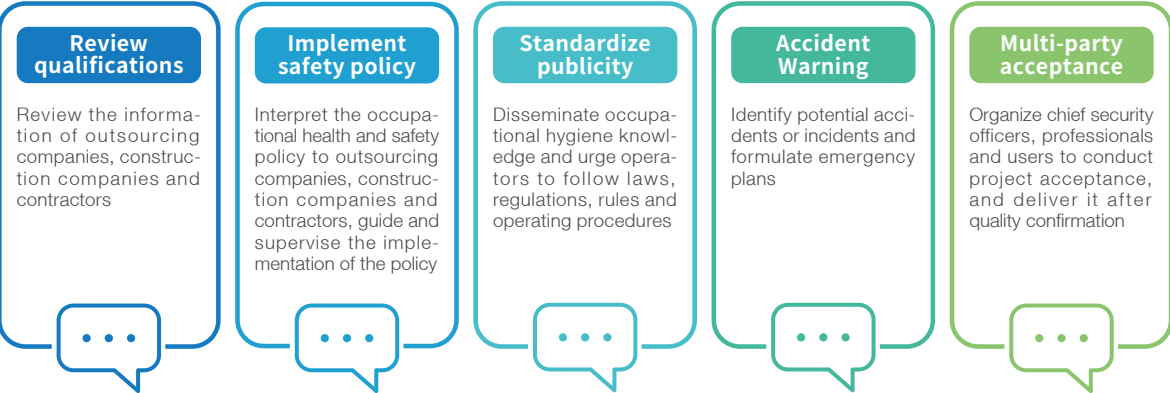 Review
qualifications
Review the informa-
tion of outsourcing
companies, construc-
tion companies and
contractors
Implement
safety policy
Interpret the occupa-
tional health and safety
policy to outsourcing
companies, construc-
tion companies and
contractors, guide and
supervise the imple-
mentation of the policy
Standardize
publicity
Disseminate occupa-
tional hygiene knowl-
edge and urge opera-
tors to follow laws,
regulations, rules and
operating procedures
Accident
Warning
Identify potential acci-
dents or incidents and
formulate emergency
plans
Multi-party
acceptance
Organize chief security
officers, professionals
and users to conduct
project acceptance,
and deliver it after
quality confirmation